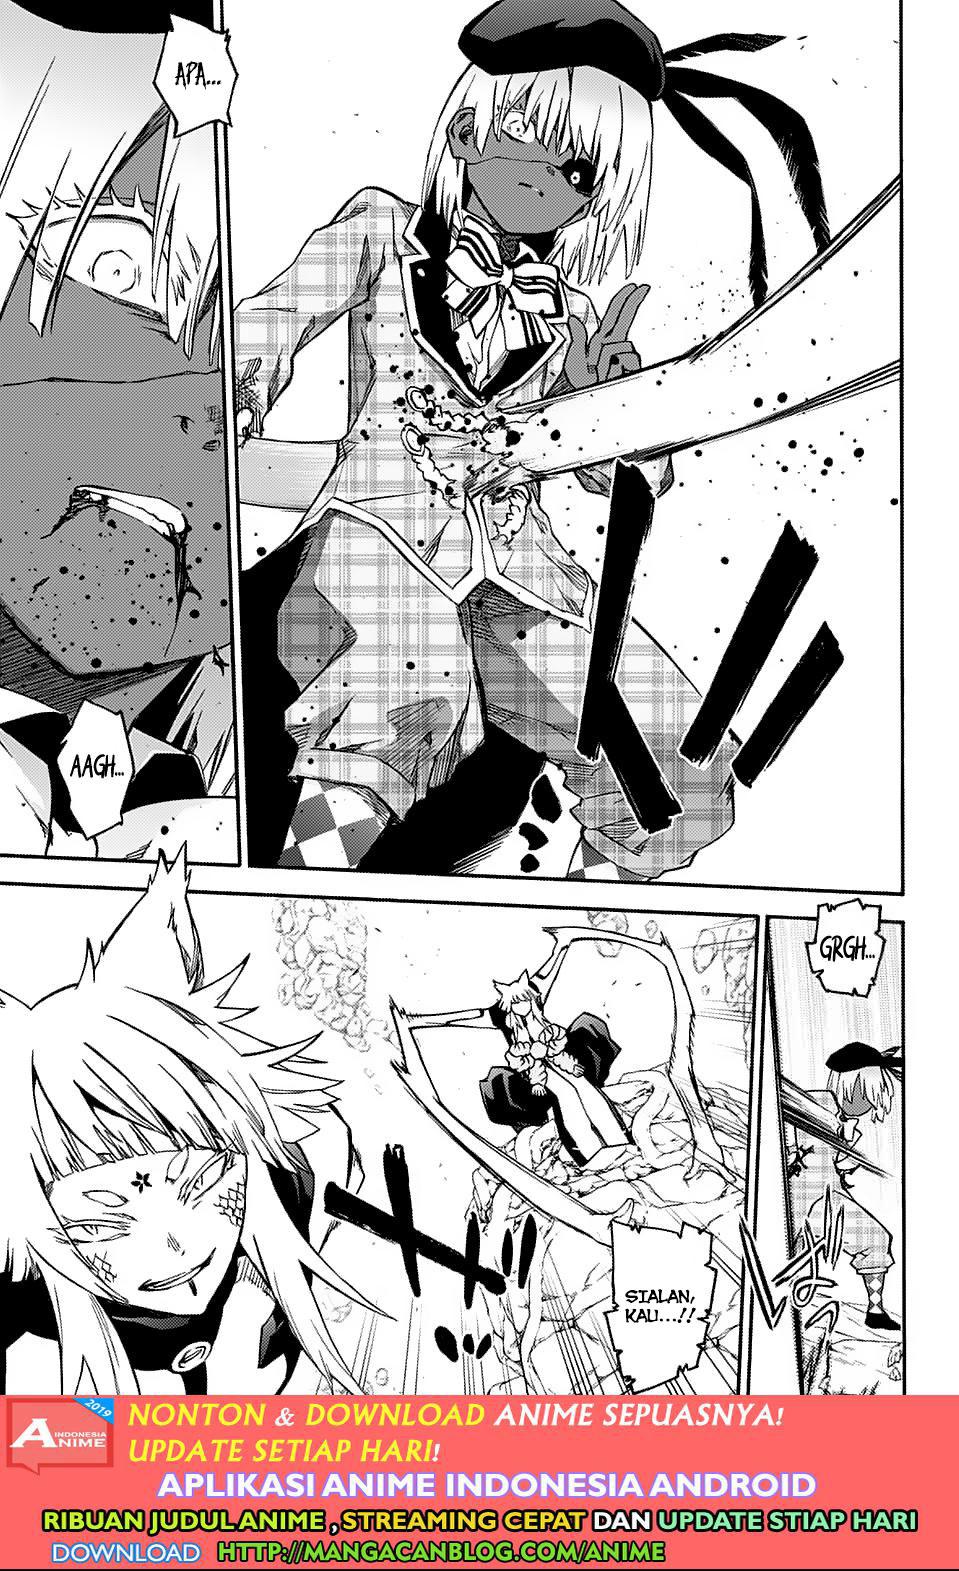 APA...
AAGH...
GRGH...
SIALAN,
KAU...!!
2019
INDONESIA
ANIME
NONTON & DOWNLOAD ANIME SEPUASNYA!
UPDATE SETIAP HARI!
APLIKASI ANIME INDONESIA ANDROID
RIBUAN JUDUL ANIME , STREAMING CEPAT DAN UPDATE STIAP HARI
DOWNLOAD HTTP://MANGACANBLOG.COM/ANIME